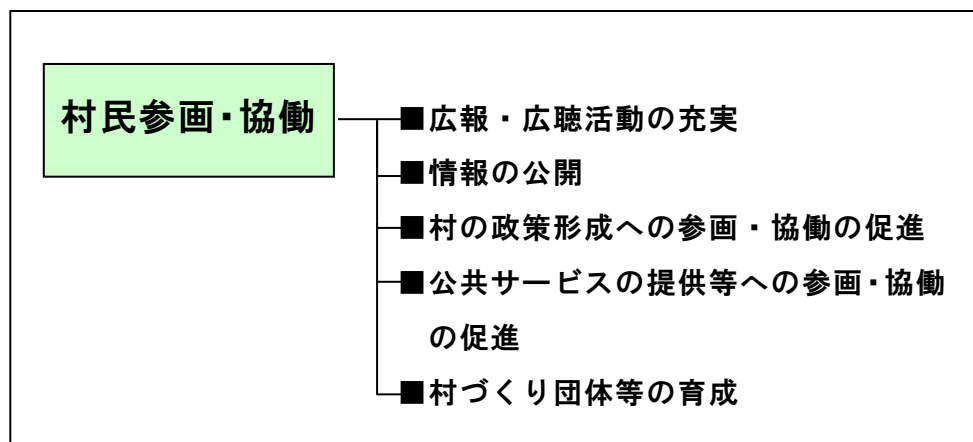 村民参画・協働
■広報・広聴活動の充実
■情報の公開
■村の政策形成への参画・協働の促進
■公共サービスの提供等への参画・協働
の促進
■村づくり団体等の育成